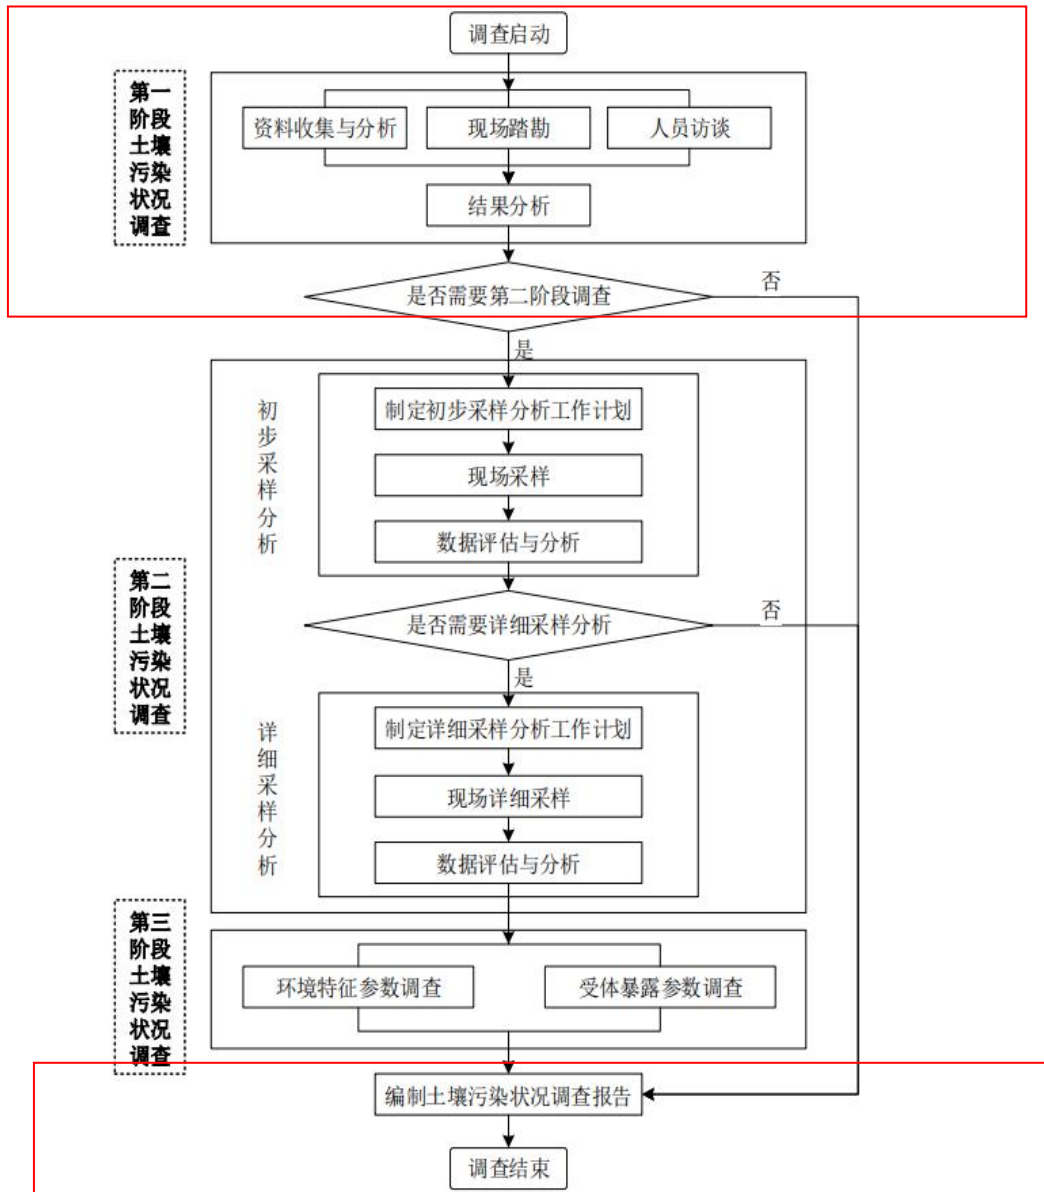 调查启动
第一
阶段
土壤
污染
状况
调查
资料收集与分析
现场踏勘
人员访谈
结果分析
是否需要第二阶段调查
否
是
初步采样分析
制定初步采样分析工作计划
现场采样
数据评估与分析
第二
阶段
土壤
污染
状况
调查
是否需要详细采样分析
否
是
详细采样分析
制定详细采样分析工作计划
现场详细采样
数据评估与分析
第三
阶段
土壤
污染
状况
调查
环境特征参数调查
受体暴露参数调查
编制土壤污染状况调查报告
调查结束